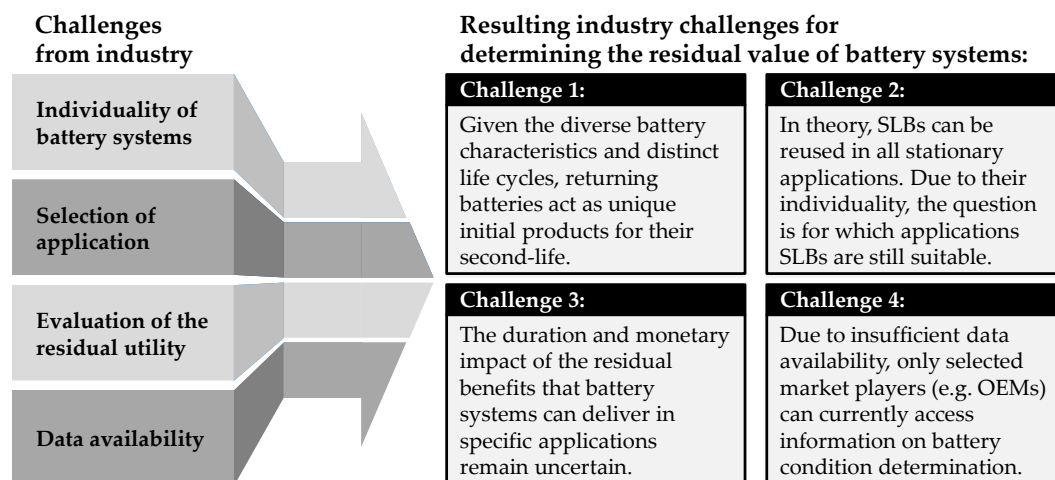 Challenges
from industry
Individuality of
battery systems
Selection of
application
Evaluation of the
residual utility
Data availability
Resulting industry challenges for
determining the residual value of battery systems:
Challenge 1:
Given the diverse battery
characteristics and distinct
life cycles, returning
batteries act as unique
initial products for their
second-life.
Challenge 2:
In theory, SLBs can be
reused in all stationary
applications. Due to their
individuality, the question
is for which applications
SLBs are still suitable.
Challenge 3:
The duration and monetary
impact of the residual
benefits that battery
systems can deliver in
specific applications
remain uncertain.
Challenge 4:
Due to insufficient data
availability, only selected
market players (e.g. OEMs)
can currently access
information on battery
condition determination.